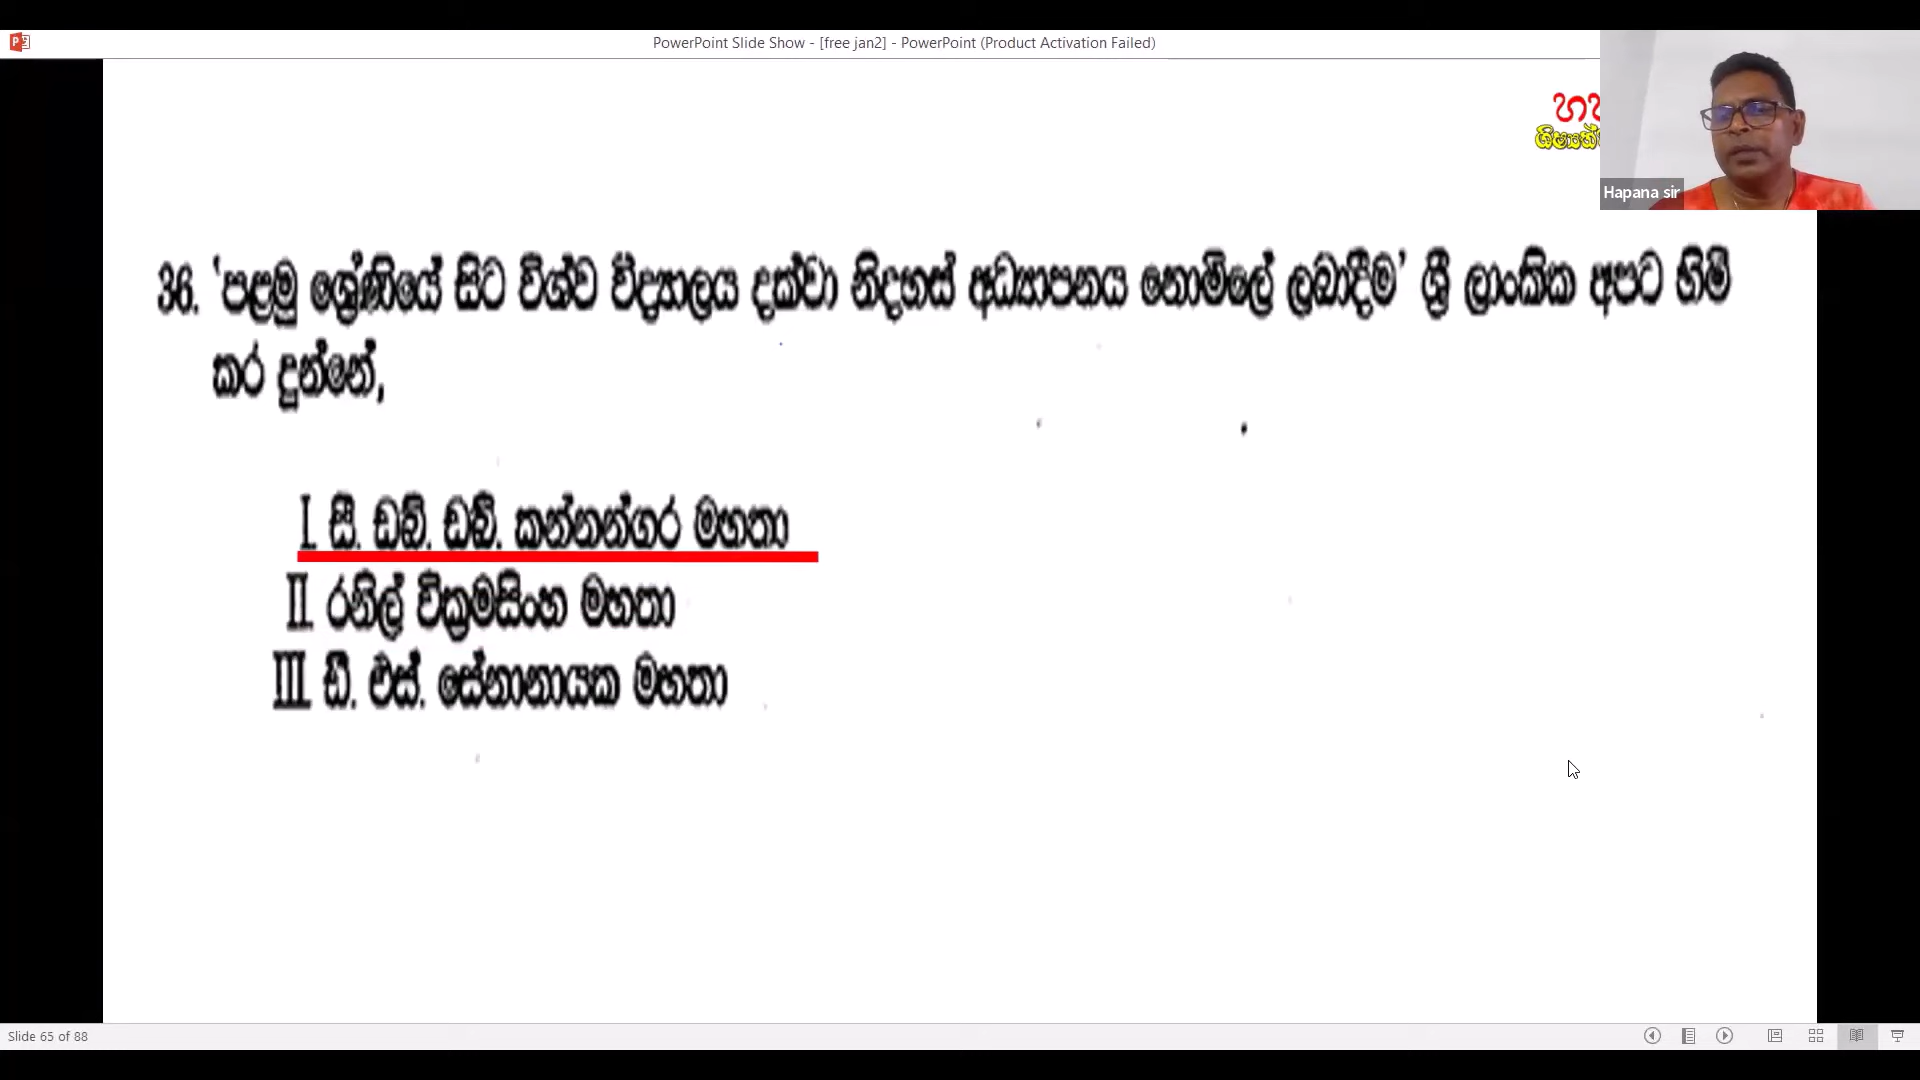 PowerPoint Slide Show - [free jan2] - PowerPoint (Product Activation Failed)
Hapana sir
36. 'පළමු ශ්‍රේණියේ සිට විශ්ව විද්‍යාලය දක්වා නිදහස් අධ්‍යාපනය නොමිලේ ලබාදීම' ශ්‍රී ලාංකික අපට හිමි
කර දුන්නේ,
I. සී. ඩබ්. ඩබ්. කන්නන්ගර මහතා
II. රනිල් වික්‍රමසිංහ මහතා
III. ඩී. එස්. සේනානායක මහතා
Slide 65 of 88